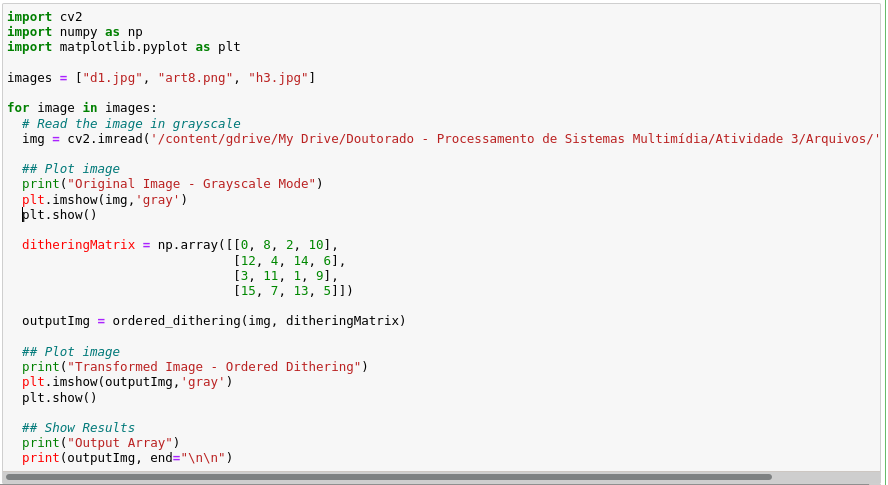 import cv2
import numpy as np
import matplotlib.pyplot as plt

images = ["d1.jpg", "art8.png", "h3.jpg"]

for image in images:
  # Read the image in grayscale
  img = cv2.imread('/content/gdrive/My Drive/Doutorado - Processamento de Sistemas Multimídia/Atividade 3/Arquivos/'

  ## Plot image
  print("Original Image - Grayscale Mode")
  plt.imshow(img,'gray')
  plt.show()

  ditheringMatrix = np.array([[0, 8, 2, 10],
                              [12, 4, 14, 6],
                              [3, 11, 1, 9],
                              [15, 7, 13, 5]])

  outputImg = ordered_dithering(img, ditheringMatrix)

  ## Plot image
  print("Transformed Image - Ordered Dithering")
  plt.imshow(outputImg,'gray')
  plt.show()

  ## Show Results
  print("Output Array")
  print(outputImg, end="\n\n")